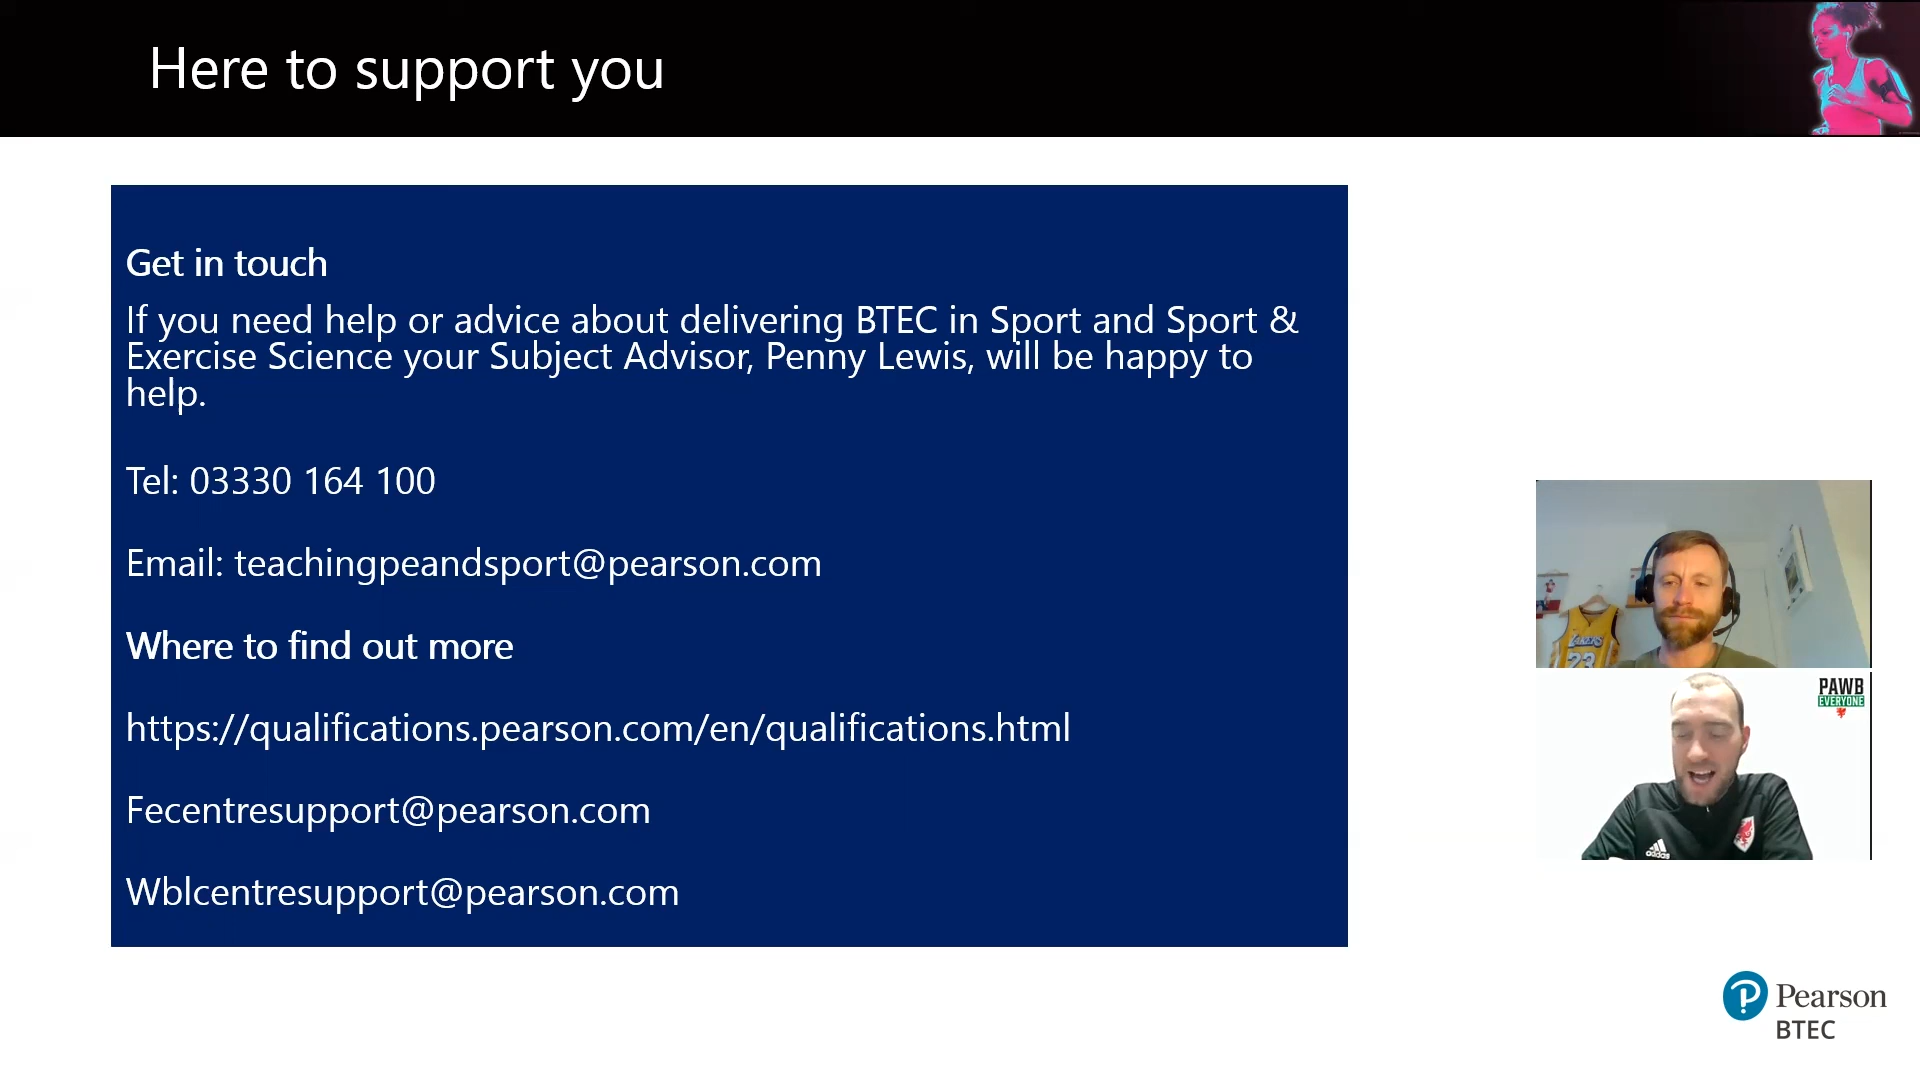 Here to support you
Get in touch
If you need help or advice about delivering BTEC in Sport and Sport &
Exercise Science your Subject Advisor, Penny Lewis, will be happy to
help.
Tel: 03330 164 100
Email: teachingpeandsport@pearson.com
Where to find out more
https://qualifications.pearson.com/en/qualifications.html
Fecentresupport@pearson.com
Wblcentresupport@pearson.com
LAKERS
23
PAWB
EVERYONE
adidas
Pearson
BTEC